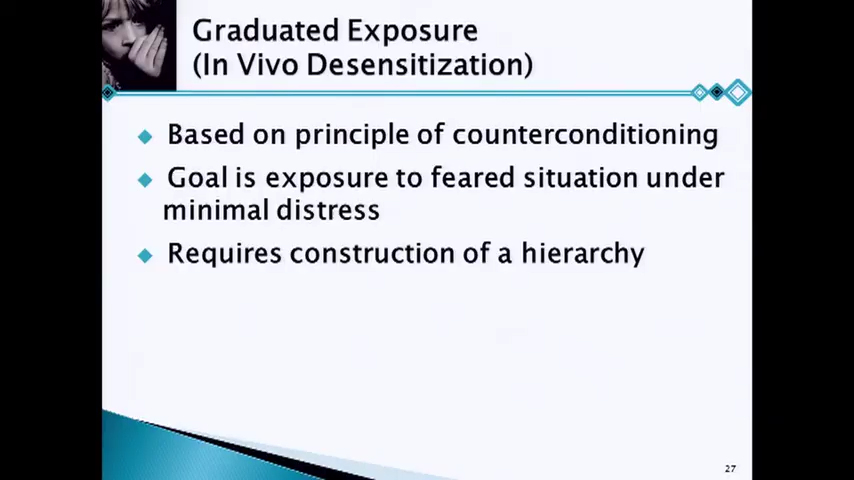 Graduated Exposure
(In Vivo Desensitization)
Based on principle of counterconditioning
Goal is exposure to feared situation under
minimal distress
Requires construction of a hierarchy
27